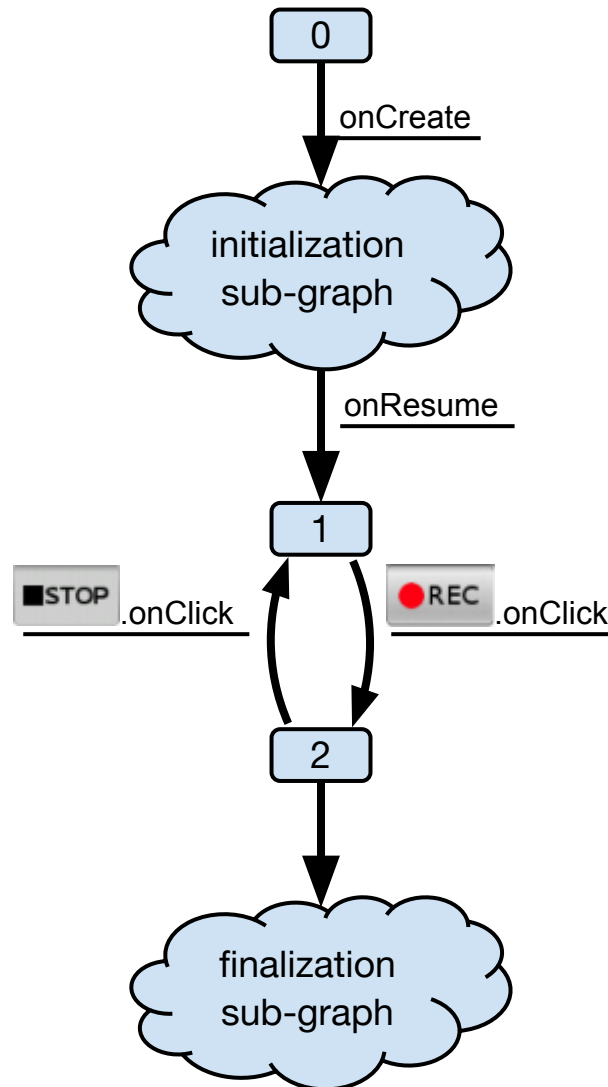 0
onCreate
initialization
sub-graph
onResume
1
STOP.onClick
REC.onClick
2
finalization
sub-graph